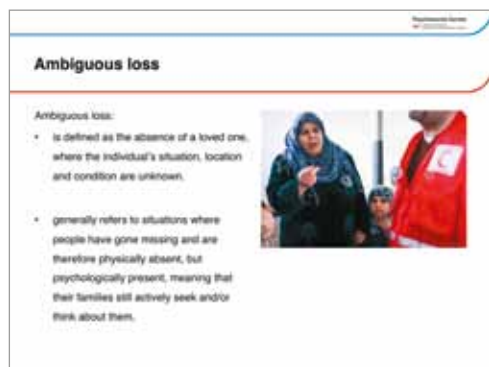 Psychosocial Centre
Ambiguous loss
Ambiguous loss:
• is defined as the absence of a loved one,
where the individual's situation, location
and condition are unknown.
• generally refers to situations where
people have gone missing and are
therefore physically absent, but
psychologically present, meaning that
their families still actively seek and/or
think about them.